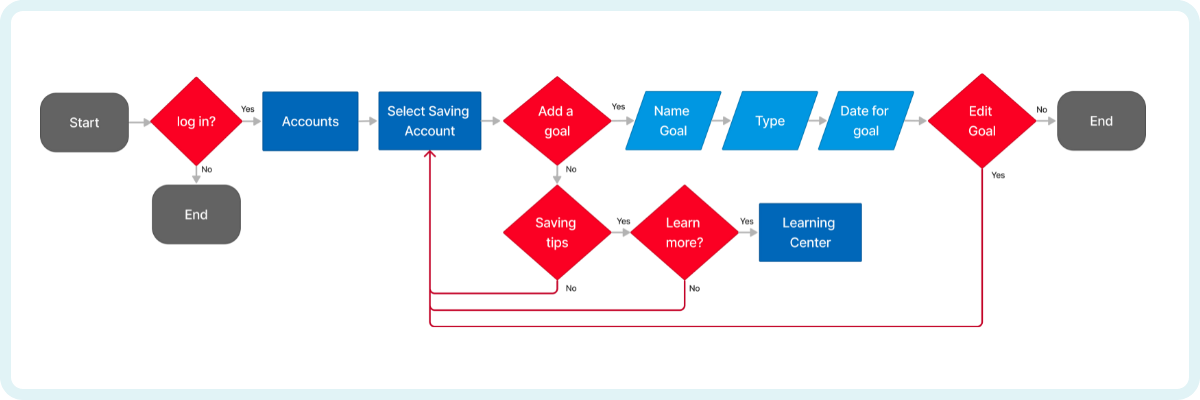 Start
log in?
Yes
No
End
Accounts
Select Saving
Account
Add a
goal
Yes
No
Name
Goal
Type
Date for
goal
Edit
Goal
No
Yes
End
Saving
tips
Yes
No
Learn
more?
Yes
No
Learning
Center